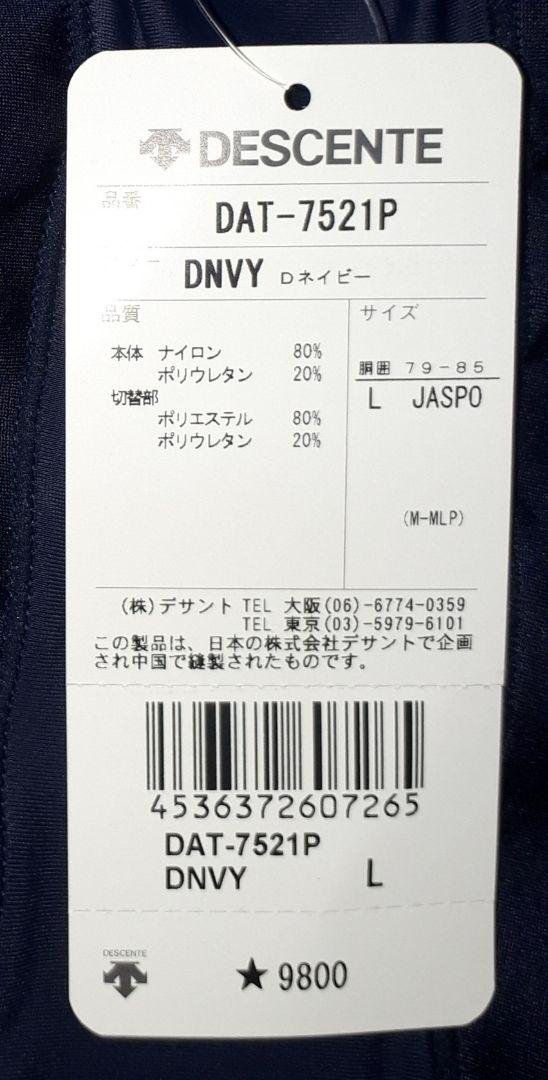 DESCENTE
品番
DAT-7521P
DNVY Dネイビー
品質
本体 ナイロン 80%
ポリウレタン 20%
切替部
ポリエステル 80%
ポリウレタン 20%
サイズ
胴囲 79-85
L JASPO
(M-MLP)
(株)デサント TEL 大阪(06)-6774-0359
TEL 東京(03)-5979-6101
この製品は、日本の株式会社デサントで企画
され中国で縫製されたものです。
4536372607265
DAT-7521P
DNVY L
DESCENTE
★9800